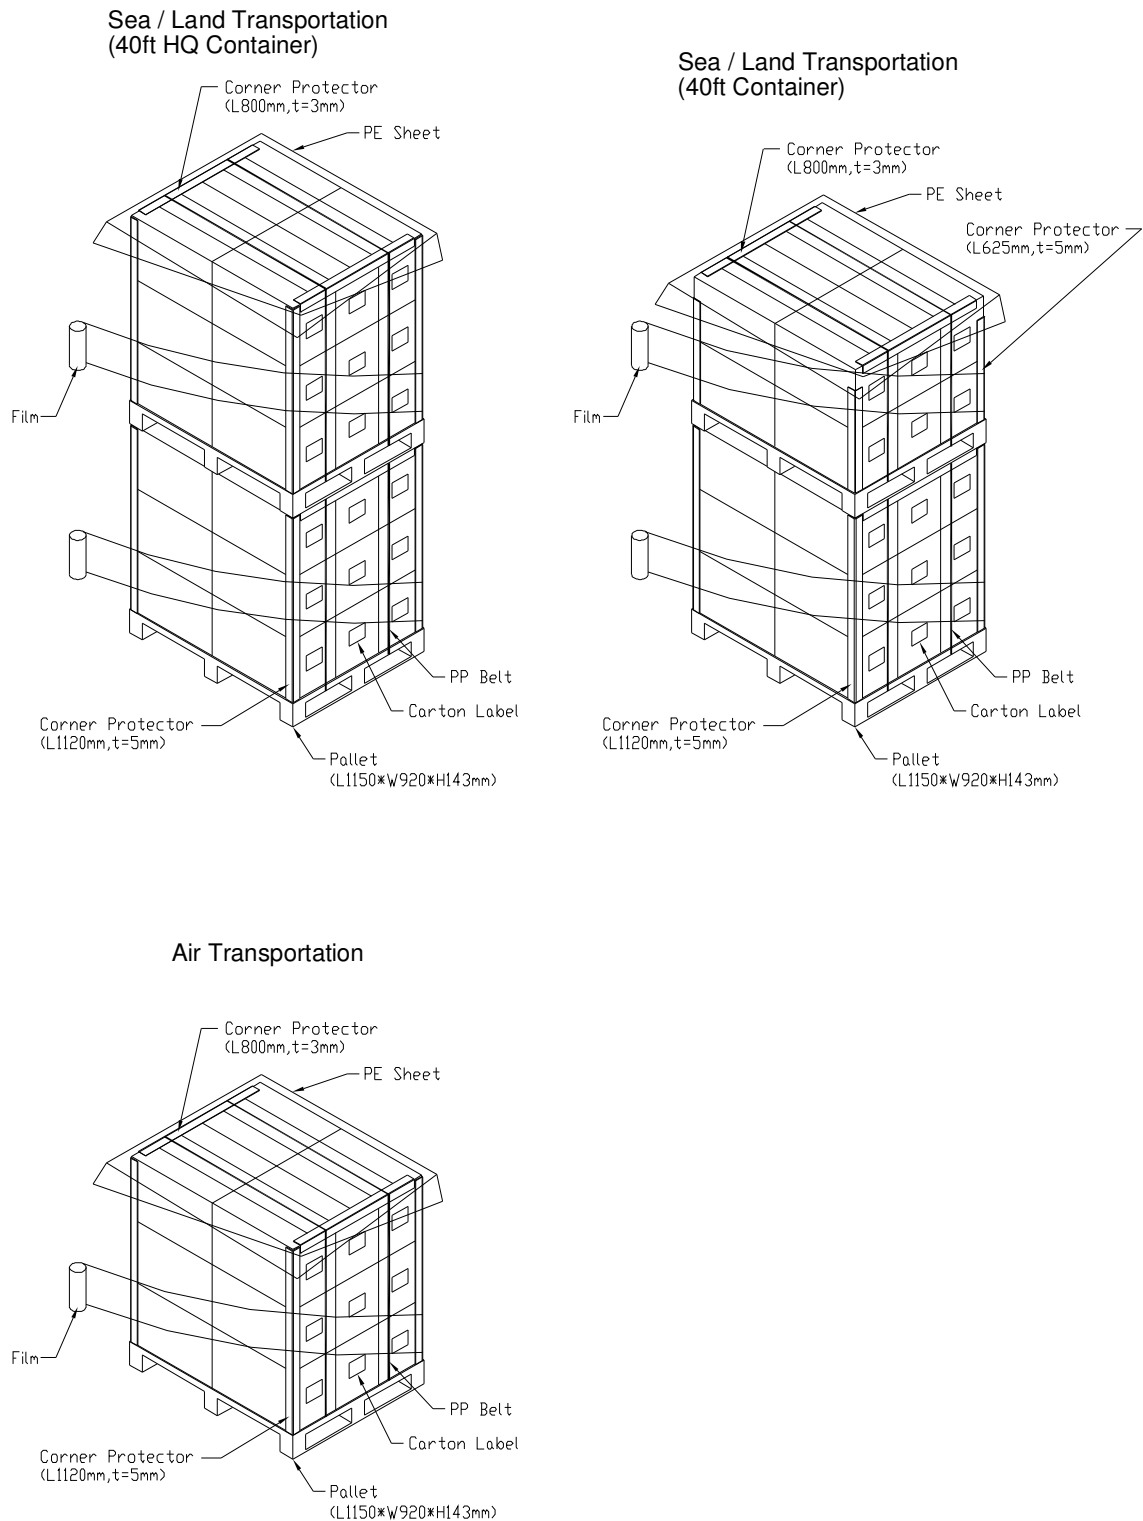 Sea / Land Transportation
(40ft HQ Container)
Corner Protector
(L800mm,t=3mm)
PE Sheet
Film
PP Belt
Carton Label
Corner Protector
(L1120mm,t=5mm)
Pallet
(L1150*W920*H143mm)
Sea / Land Transportation
(40ft Container)
Corner Protector
(L800mm,t=3mm)
PE Sheet
Corner Protector
(L625mm,t=5mm)
Film
PP Belt
Carton Label
Corner Protector
(L1120mm,t=5mm)
Pallet
(L1150*W920*H143mm)
Air Transportation
Corner Protector
(L800mm,t=3mm)
PE Sheet
Film
PP Belt
Carton Label
Corner Protector
(L1120mm,t=5mm)
Pallet
(L1150*W920*H143mm)